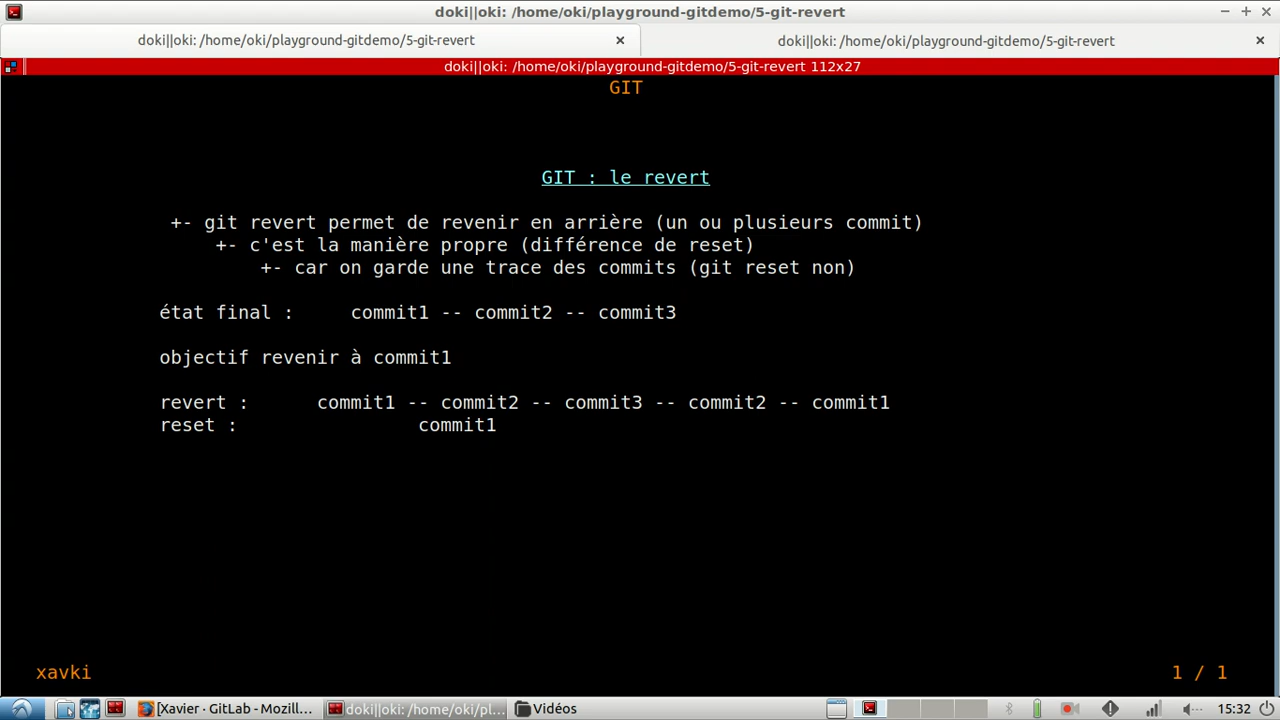 doki||oki: /home/oki/playground-gitdemo/5-git-revert
doki||oki: /home/oki/playground-gitdemo/5-git-revert
doki||oki: /home/oki/playground-gitdemo/5-git-revert
doki||oki: /home/oki/playground-gitdemo/5-git-revert 112x27
GIT
GIT : le revert
+- git revert permet de revenir en arrière (un ou plusieurs commit)
+- c'est la manière propre (différence de reset)
+- car on garde une trace des commits (git reset non)
état final : commit1 -- commit2 -- commit3
objectif revenir à commit1
revert : commit1 -- commit2 -- commit3 -- commit2 -- commit1
reset : commit1
xavki
1 / 1
[Xavier · GitLab - Mozill...
doki||oki: /home/oki/pl...
Vidéos
15:32